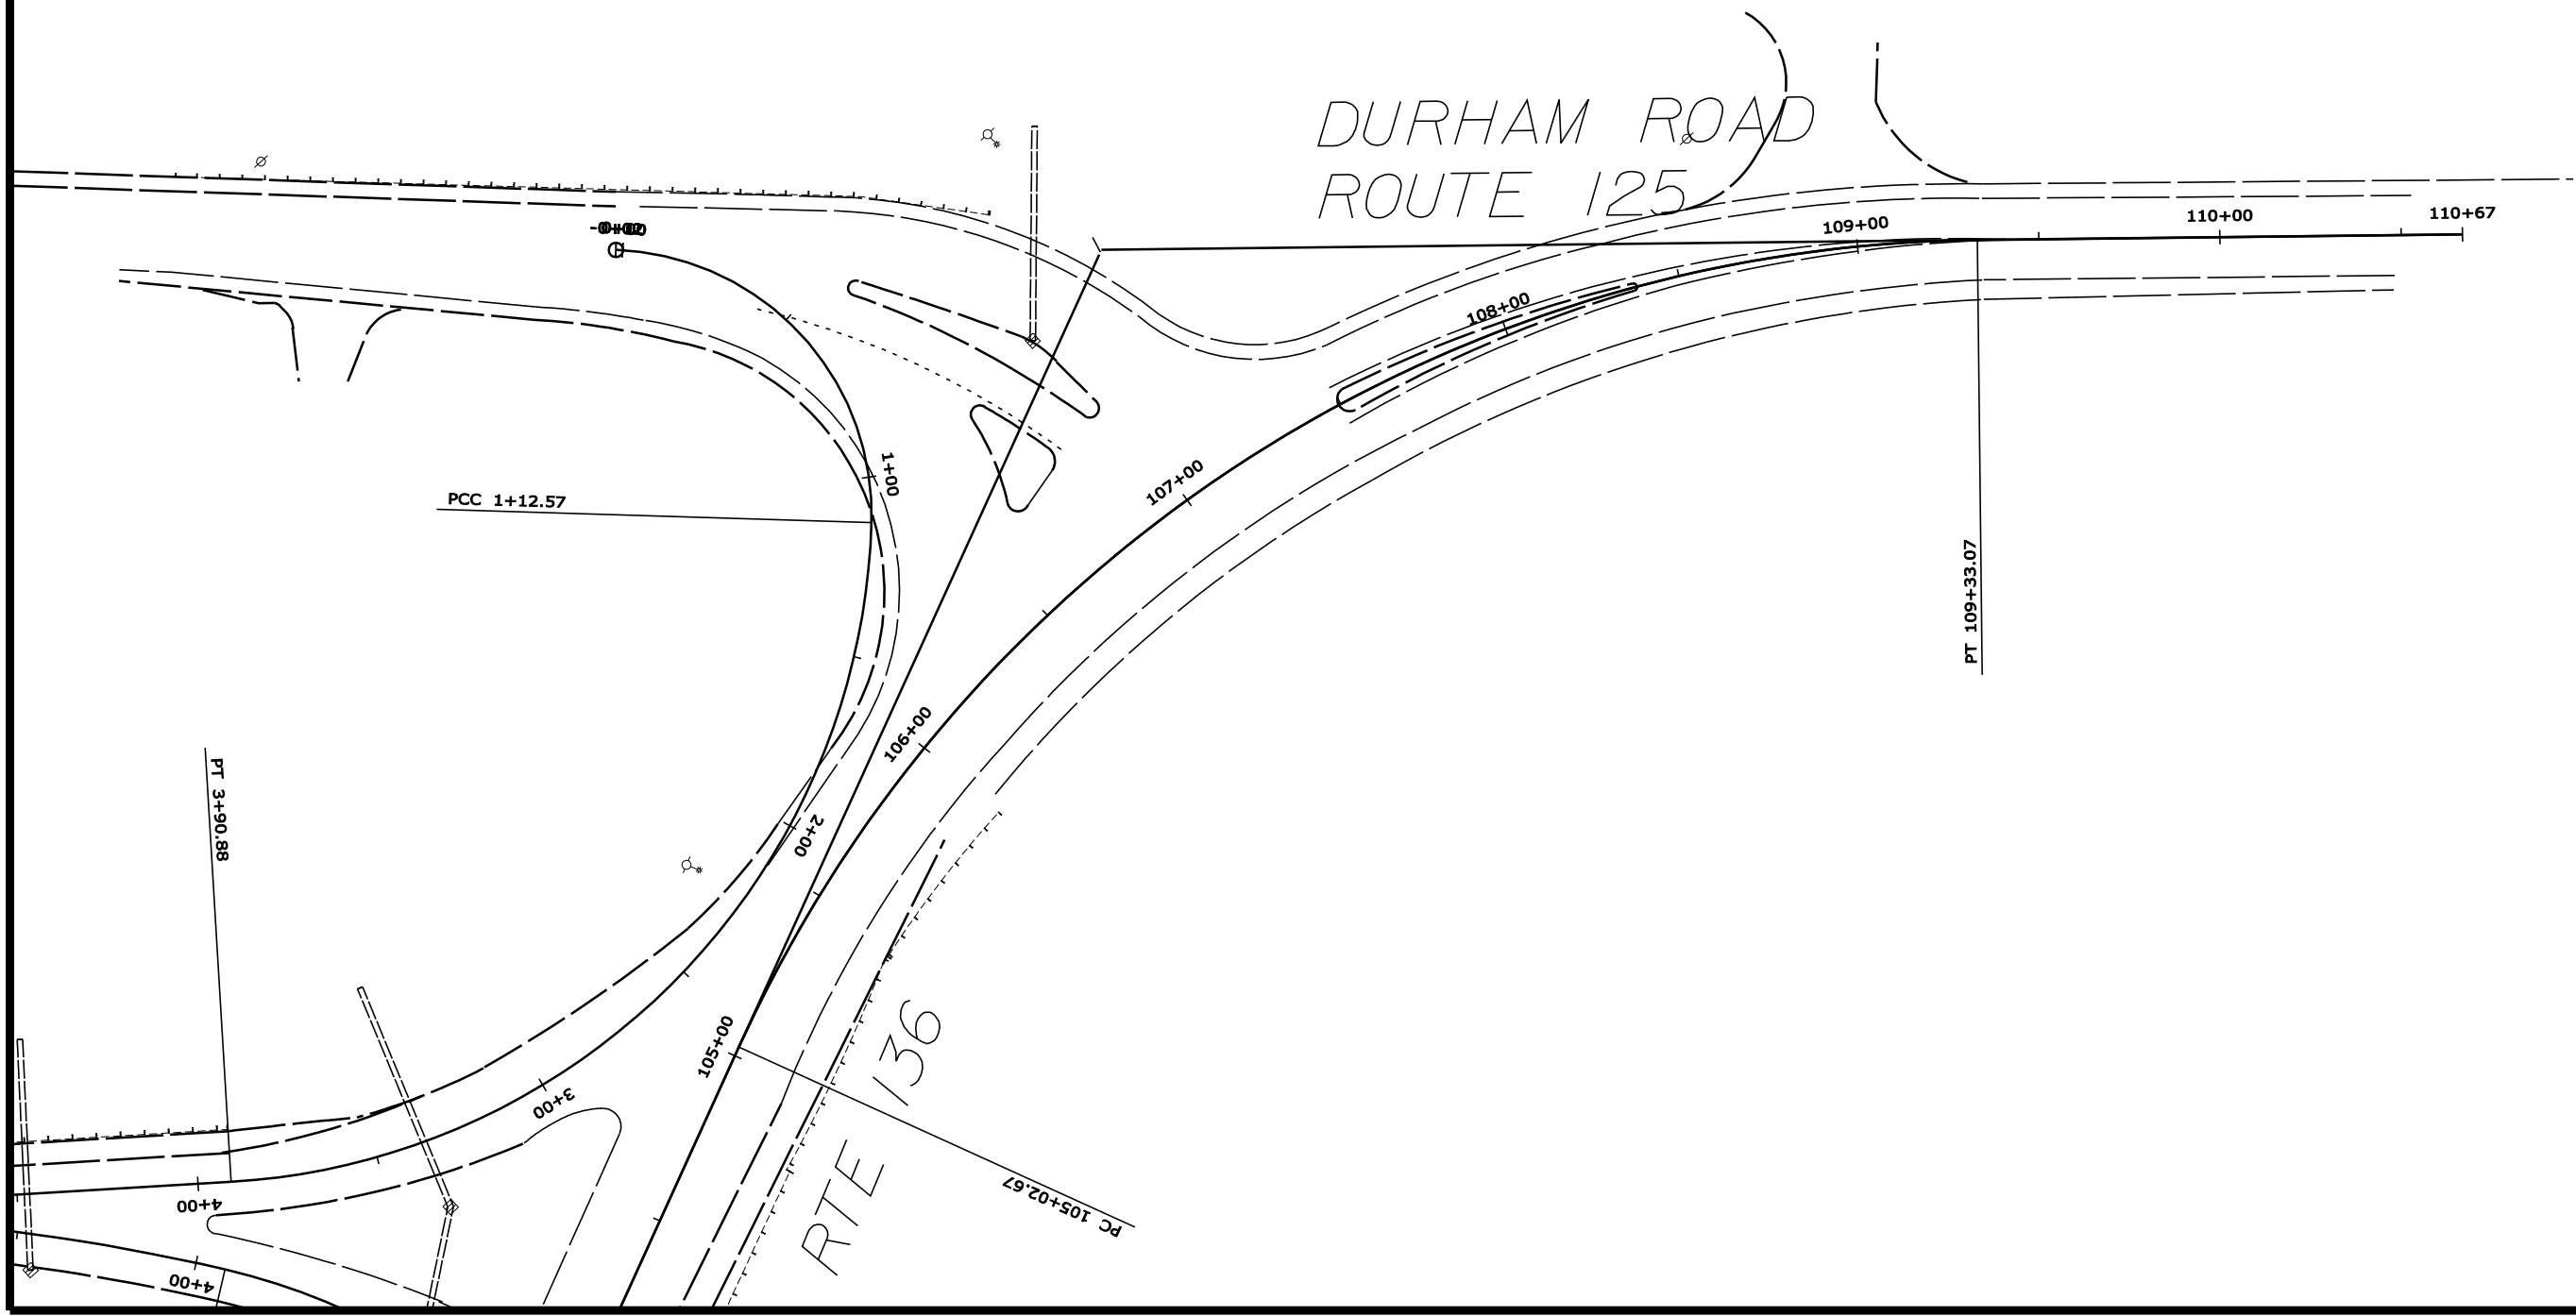 DURHAM ROAD
ROUTE 125
109+00
110+00
110+67
108+00
107+00
1+00
PCC 1+12.57
PT 109+33.07
106+00
PT 3+90.88
2+00
105+00
RTE 136
3+00
PC 105+02.67
4+00
4+00